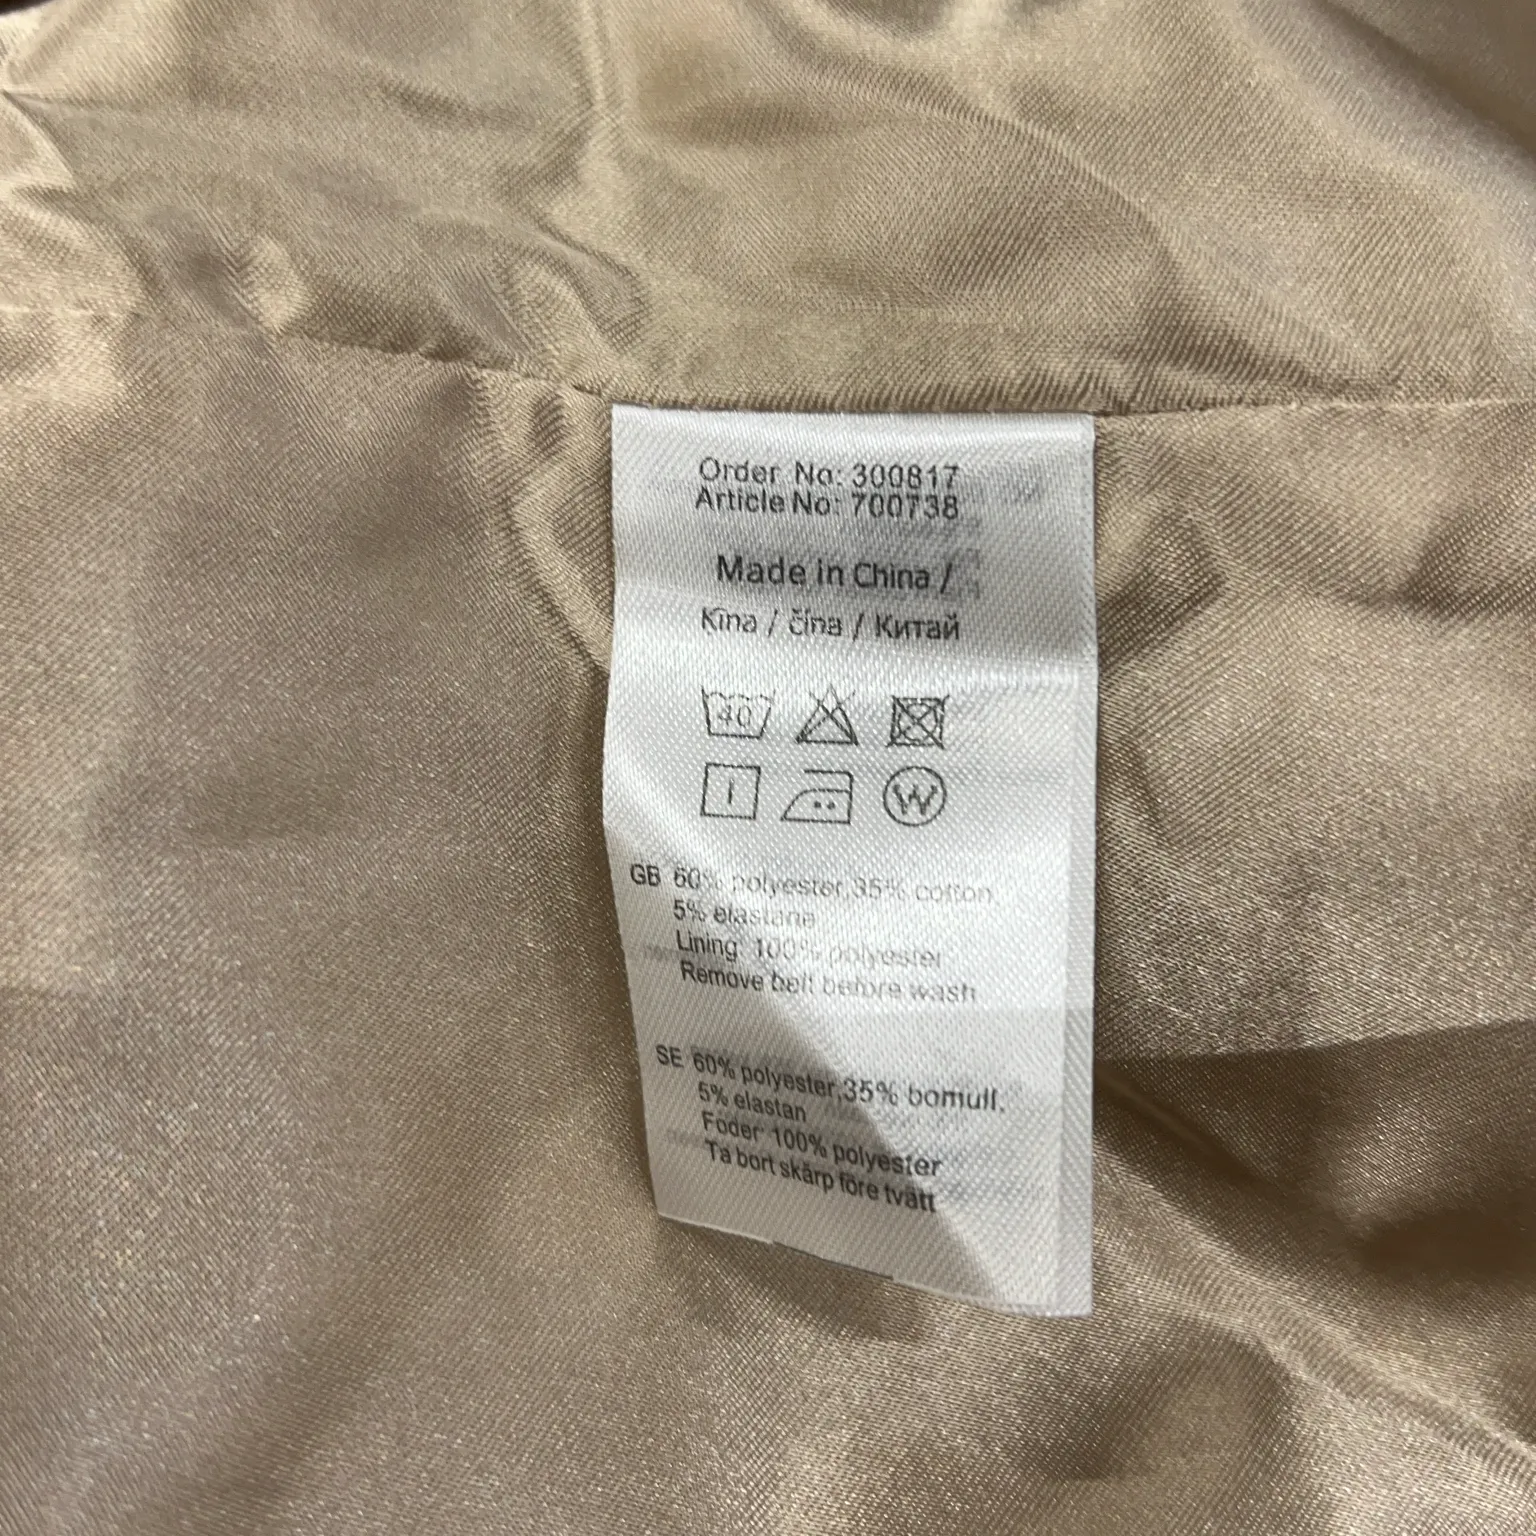 Order No: 300817
Article No: 700738
Made in China /
Kīna / čína / Китай
40
W
GB 60% polyester,35% cotton,
5% elastane
Lining: 100% polyester
Remove belt before wash
SE 60% polyester,35% bomull,
5% elastan
Foder: 100% polyester
Ta bort skärp före tvätt